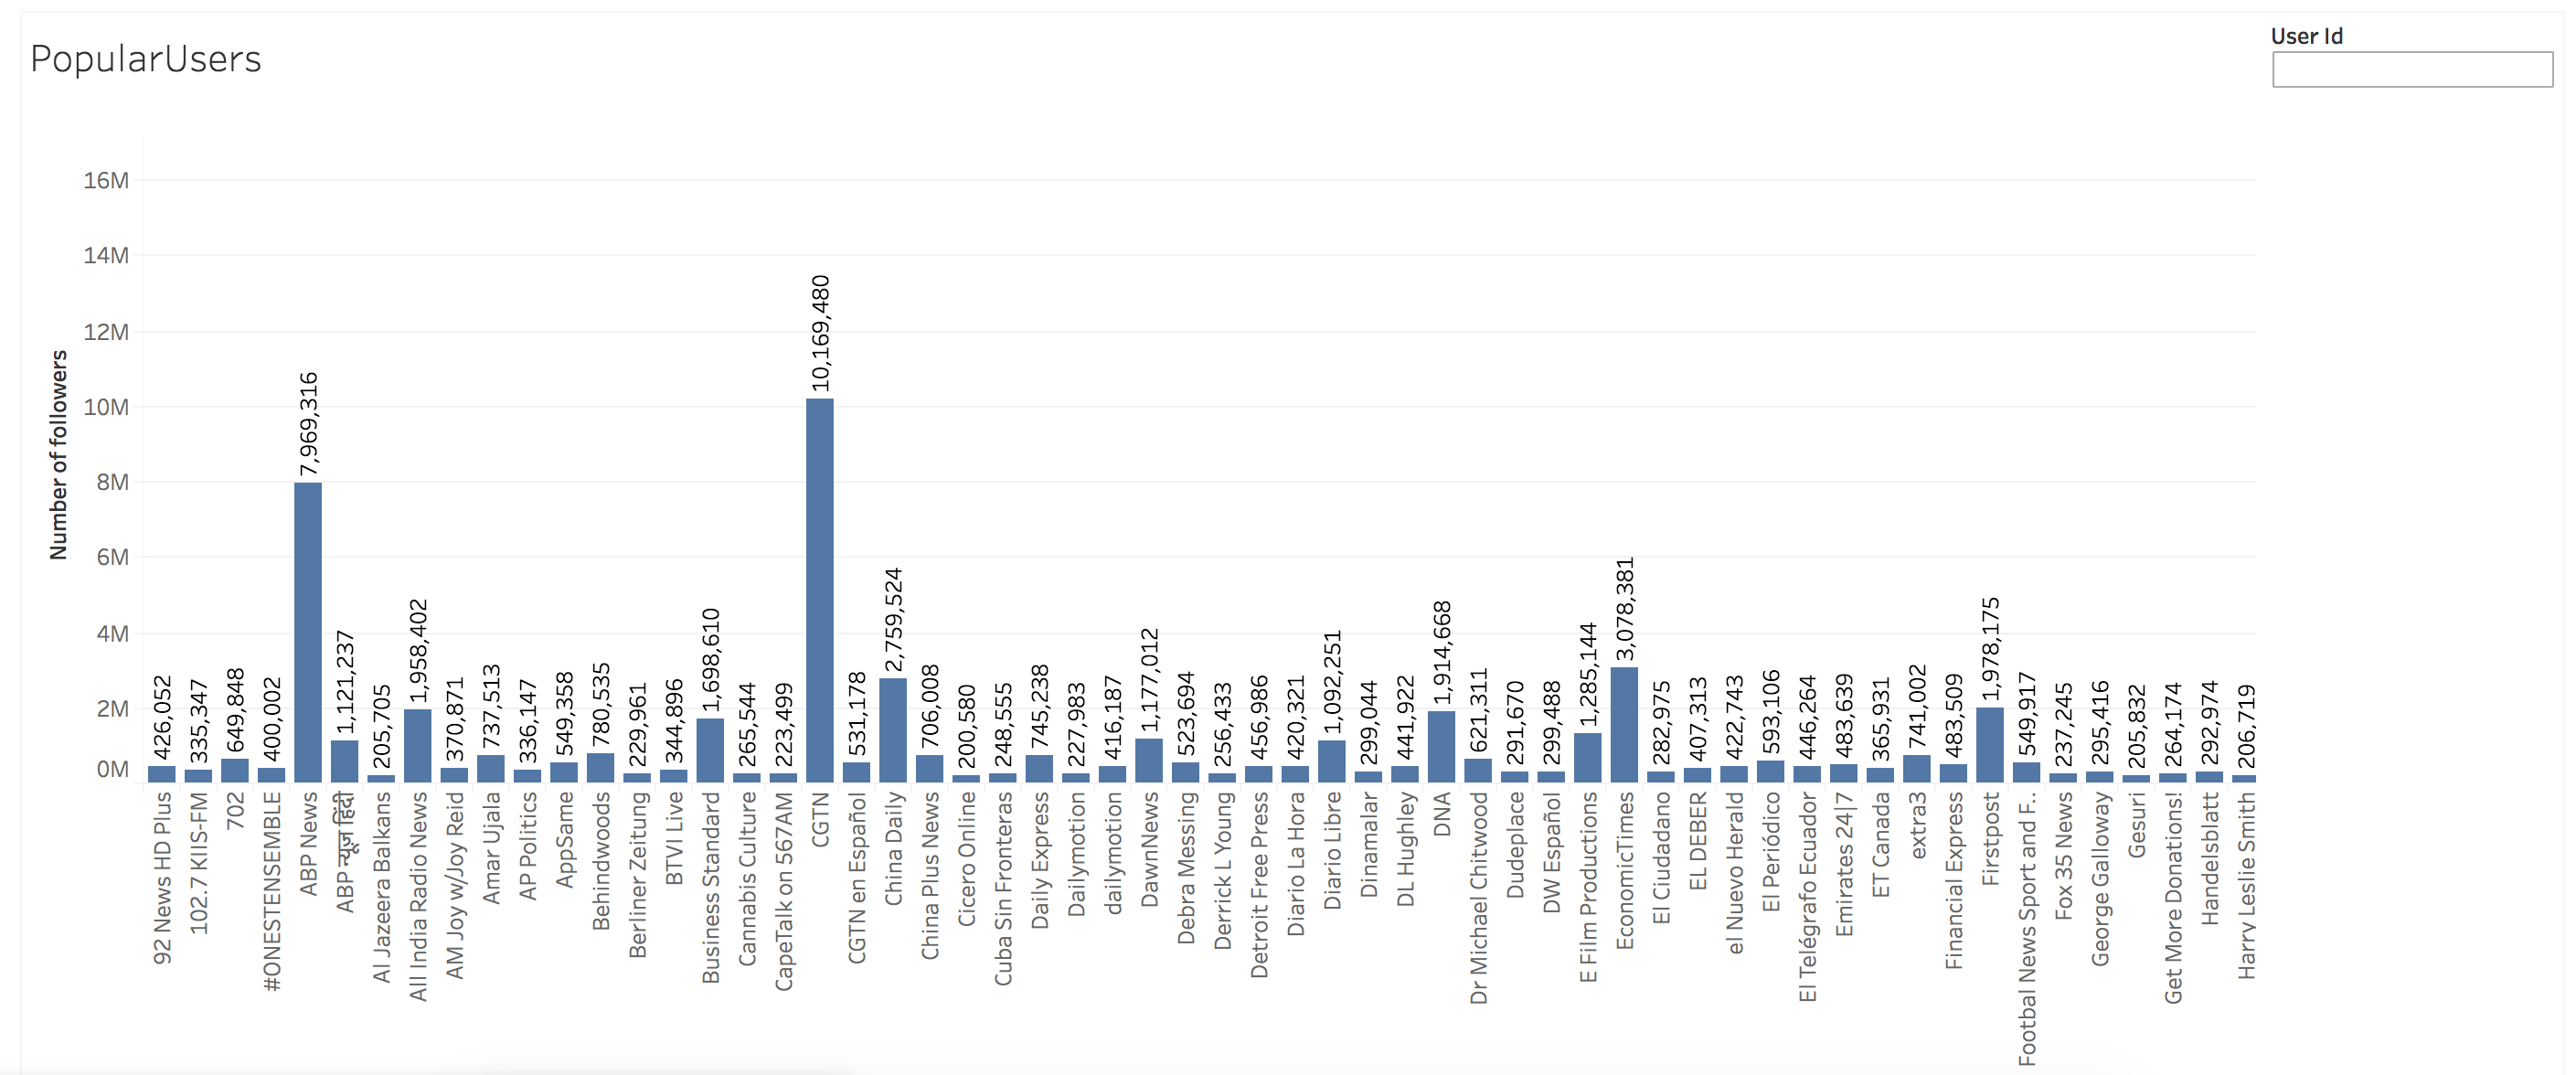 PopularUsers
User Id
Number of followers
16M
14M
12M
10M
8M
6M
4M
2M
0M
426,052
335,347
649,848
400,002
7,969,316
1,121,237
205,705
1,958,402
370,871
737,513
336,147
549,358
780,535
229,961
344,896
1,698,610
265,544
223,499
10,169,480
531,178
2,759,524
706,008
200,580
248,555
745,238
227,983
416,187
1,177,012
523,694
256,433
456,986
420,321
1,092,251
299,044
441,922
1,914,668
621,311
291,670
299,488
1,285,144
3,078,381
282,975
407,313
422,743
593,106
446,264
483,639
365,931
741,002
483,509
1,978,175
549,917
237,245
295,416
205,832
264,174
292,974
206,719
92 News HD Plus
102.7 KIIS-FM
702
#ONESTENSEMBLE
ABP News
ABP न्यूज़ हिंदी
Al Jazeera Balkans
All India Radio News
AM Joy w/Joy Reid
Amar Ujala
AP Politics
AppSame
Behindwoods
Berliner Zeitung
BTVI Live
Business Standard
Cannabis Culture
CapeTalk on 567AM
CGTN
CGTN en Español
China Daily
China Plus News
Cicero Online
Cuba Sin Fronteras
Daily Express
Dailymotion
dailymotion
DawnNews
Debra Messing
Derrick L Young
Detroit Free Press
Diario La Hora
Diario Libre
Dinamalar
DL Hughley
DNA
Dr Michael Chitwood
Dudeplace
DW Español
E Film Productions
EconomicTimes
El Ciudadano
EL DEBER
el Nuevo Herald
El Periódico
El Telégrafo Ecuador
Emirates 24|7
ET Canada
extra3
Financial Express
Firstpost
Footbal News Sport and F..
Fox 35 News
George Galloway
Gesuri
Get More Donations!
Handelsblatt
Harry Leslie Smith